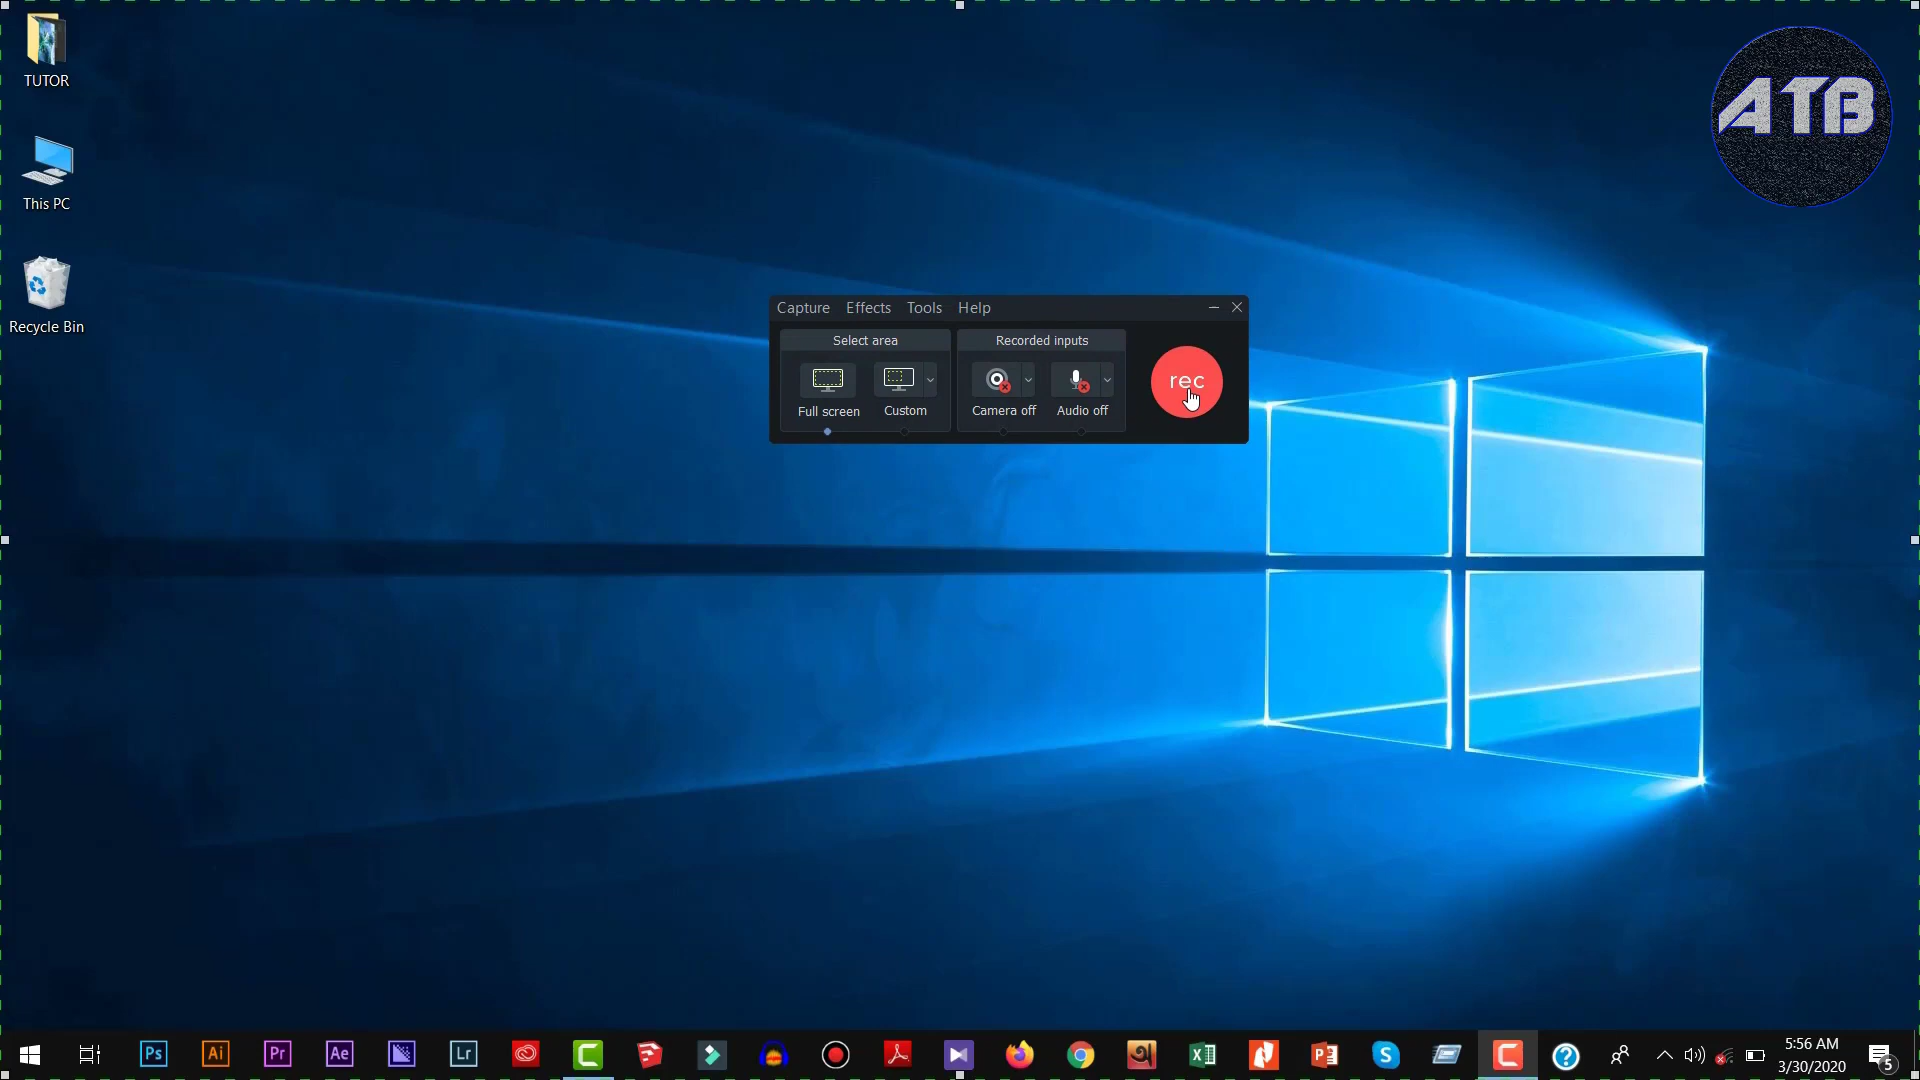 TUTOR
This PC
Recycle Bin
ATB
Capture Effects Tools Help
Select area
Recorded inputs
Full screen
Custom
Camera off
Audio off
rec
Ps
Ai
Pr
Ae
Lr
5:56 AM
3/30/2020
5